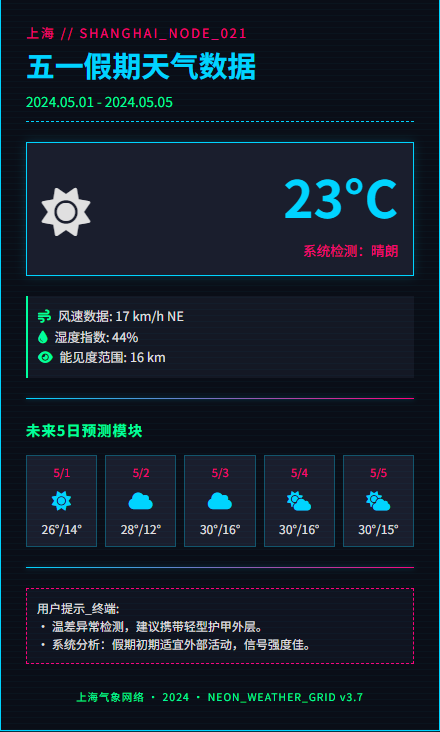 上海 // SHANGHAI_NODE_021
五一假期天气数据
2024.05.01 - 2024.05.05
23°C
系统检测：晴朗
风速数据: 17 km/h NE
湿度指数: 44%
能见度范围: 16 km
未来5日预测模块
5/1 5/2 5/3 5/4 5/5
26°/14° 28°/12° 30°/16° 30°/16° 30°/15°
用户提示_终端:
• 温差异常检测，建议携带轻型护甲外层。
• 系统分析：假期初期适宜外部活动，信号强度佳。
上海气象网络 • 2024 • NEON_WEATHER_GRID v3.7